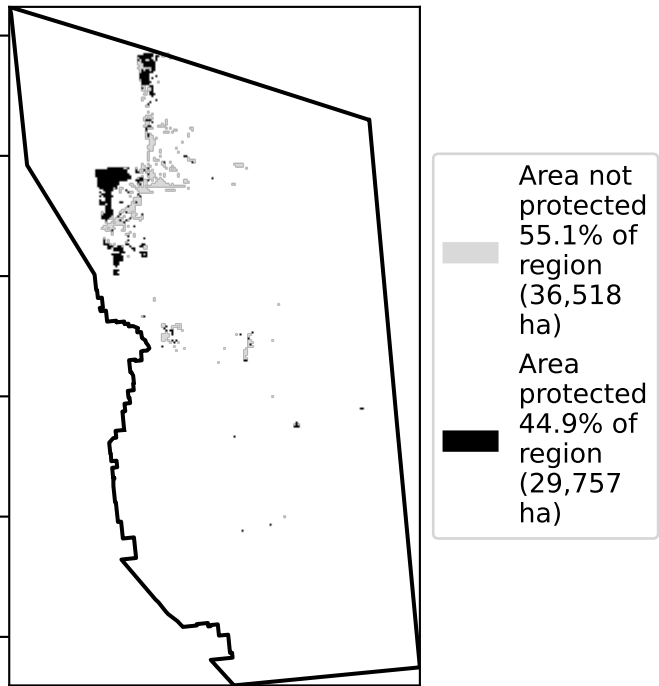 Area not
protected
55.1% of
region
(36,518
ha)
Area
protected
44.9% of
region
(29,757
ha)